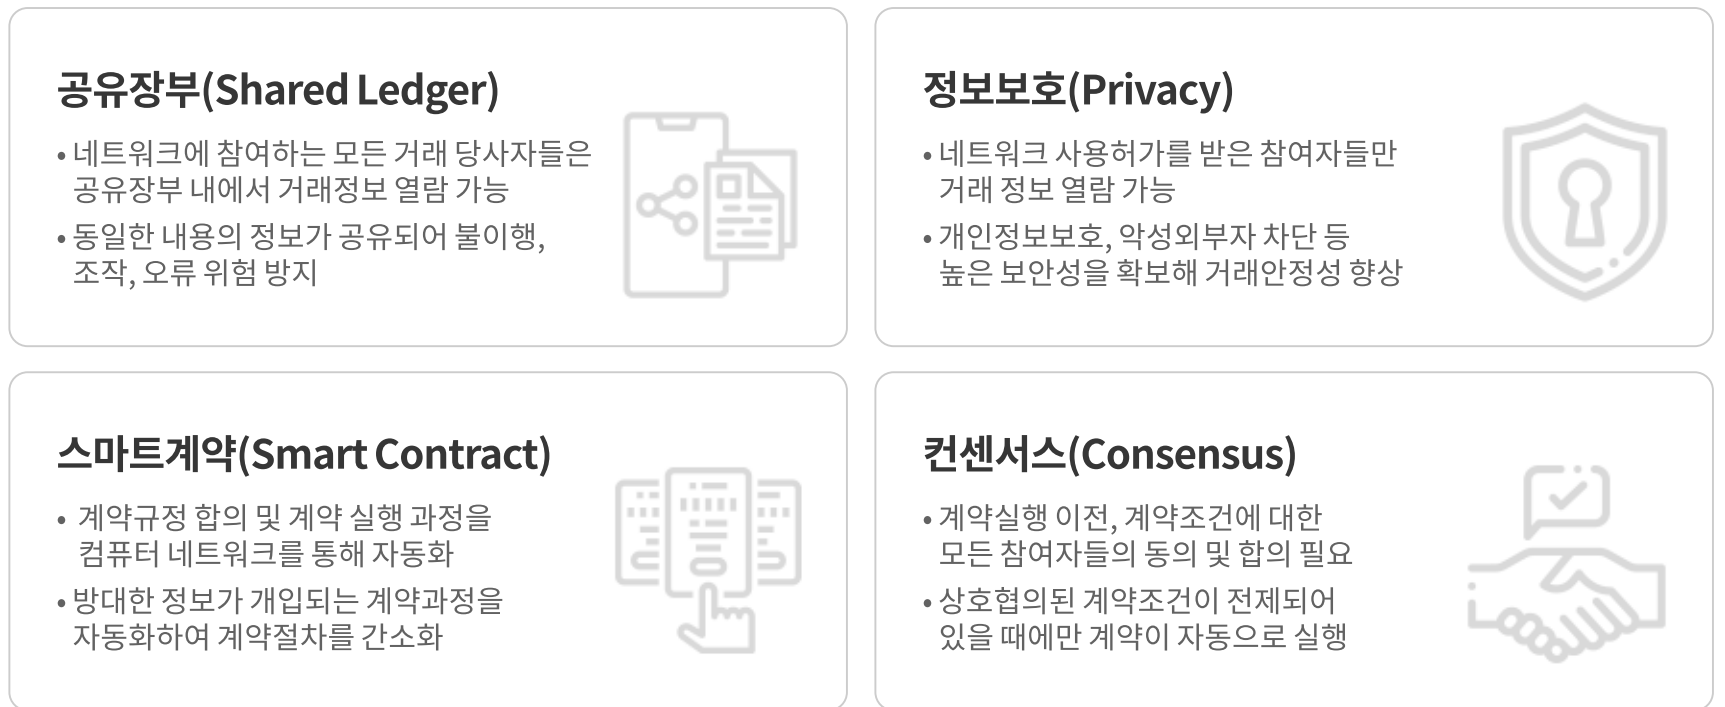 공유장부(Shared Ledger)
• 네트워크에 참여하는 모든 거래 당사자들은
공유장부 내에서 거래정보 열람 가능
• 동일한 내용의 정보가 공유되어 불이행,
조작, 오류 위험 방지
정보보호(Privacy)
• 네트워크 사용허가를 받은 참여자들만
거래 정보 열람 가능
• 개인정보보호, 악성외부자 차단 등
높은 보안성을 확보해 거래안정성 향상
스마트계약(Smart Contract)
• 계약규정 합의 및 계약 실행 과정을
컴퓨터 네트워크를 통해 자동화
• 방대한 정보가 개입되는 계약과정을
자동화하여 계약절차를 간소화
컨센서스(Consensus)
• 계약실행 이전, 계약조건에 대한
모든 참여자들의 동의 및 합의 필요
• 상호협의된 계약조건이 전제되어
있을 때에만 계약이 자동으로 실행